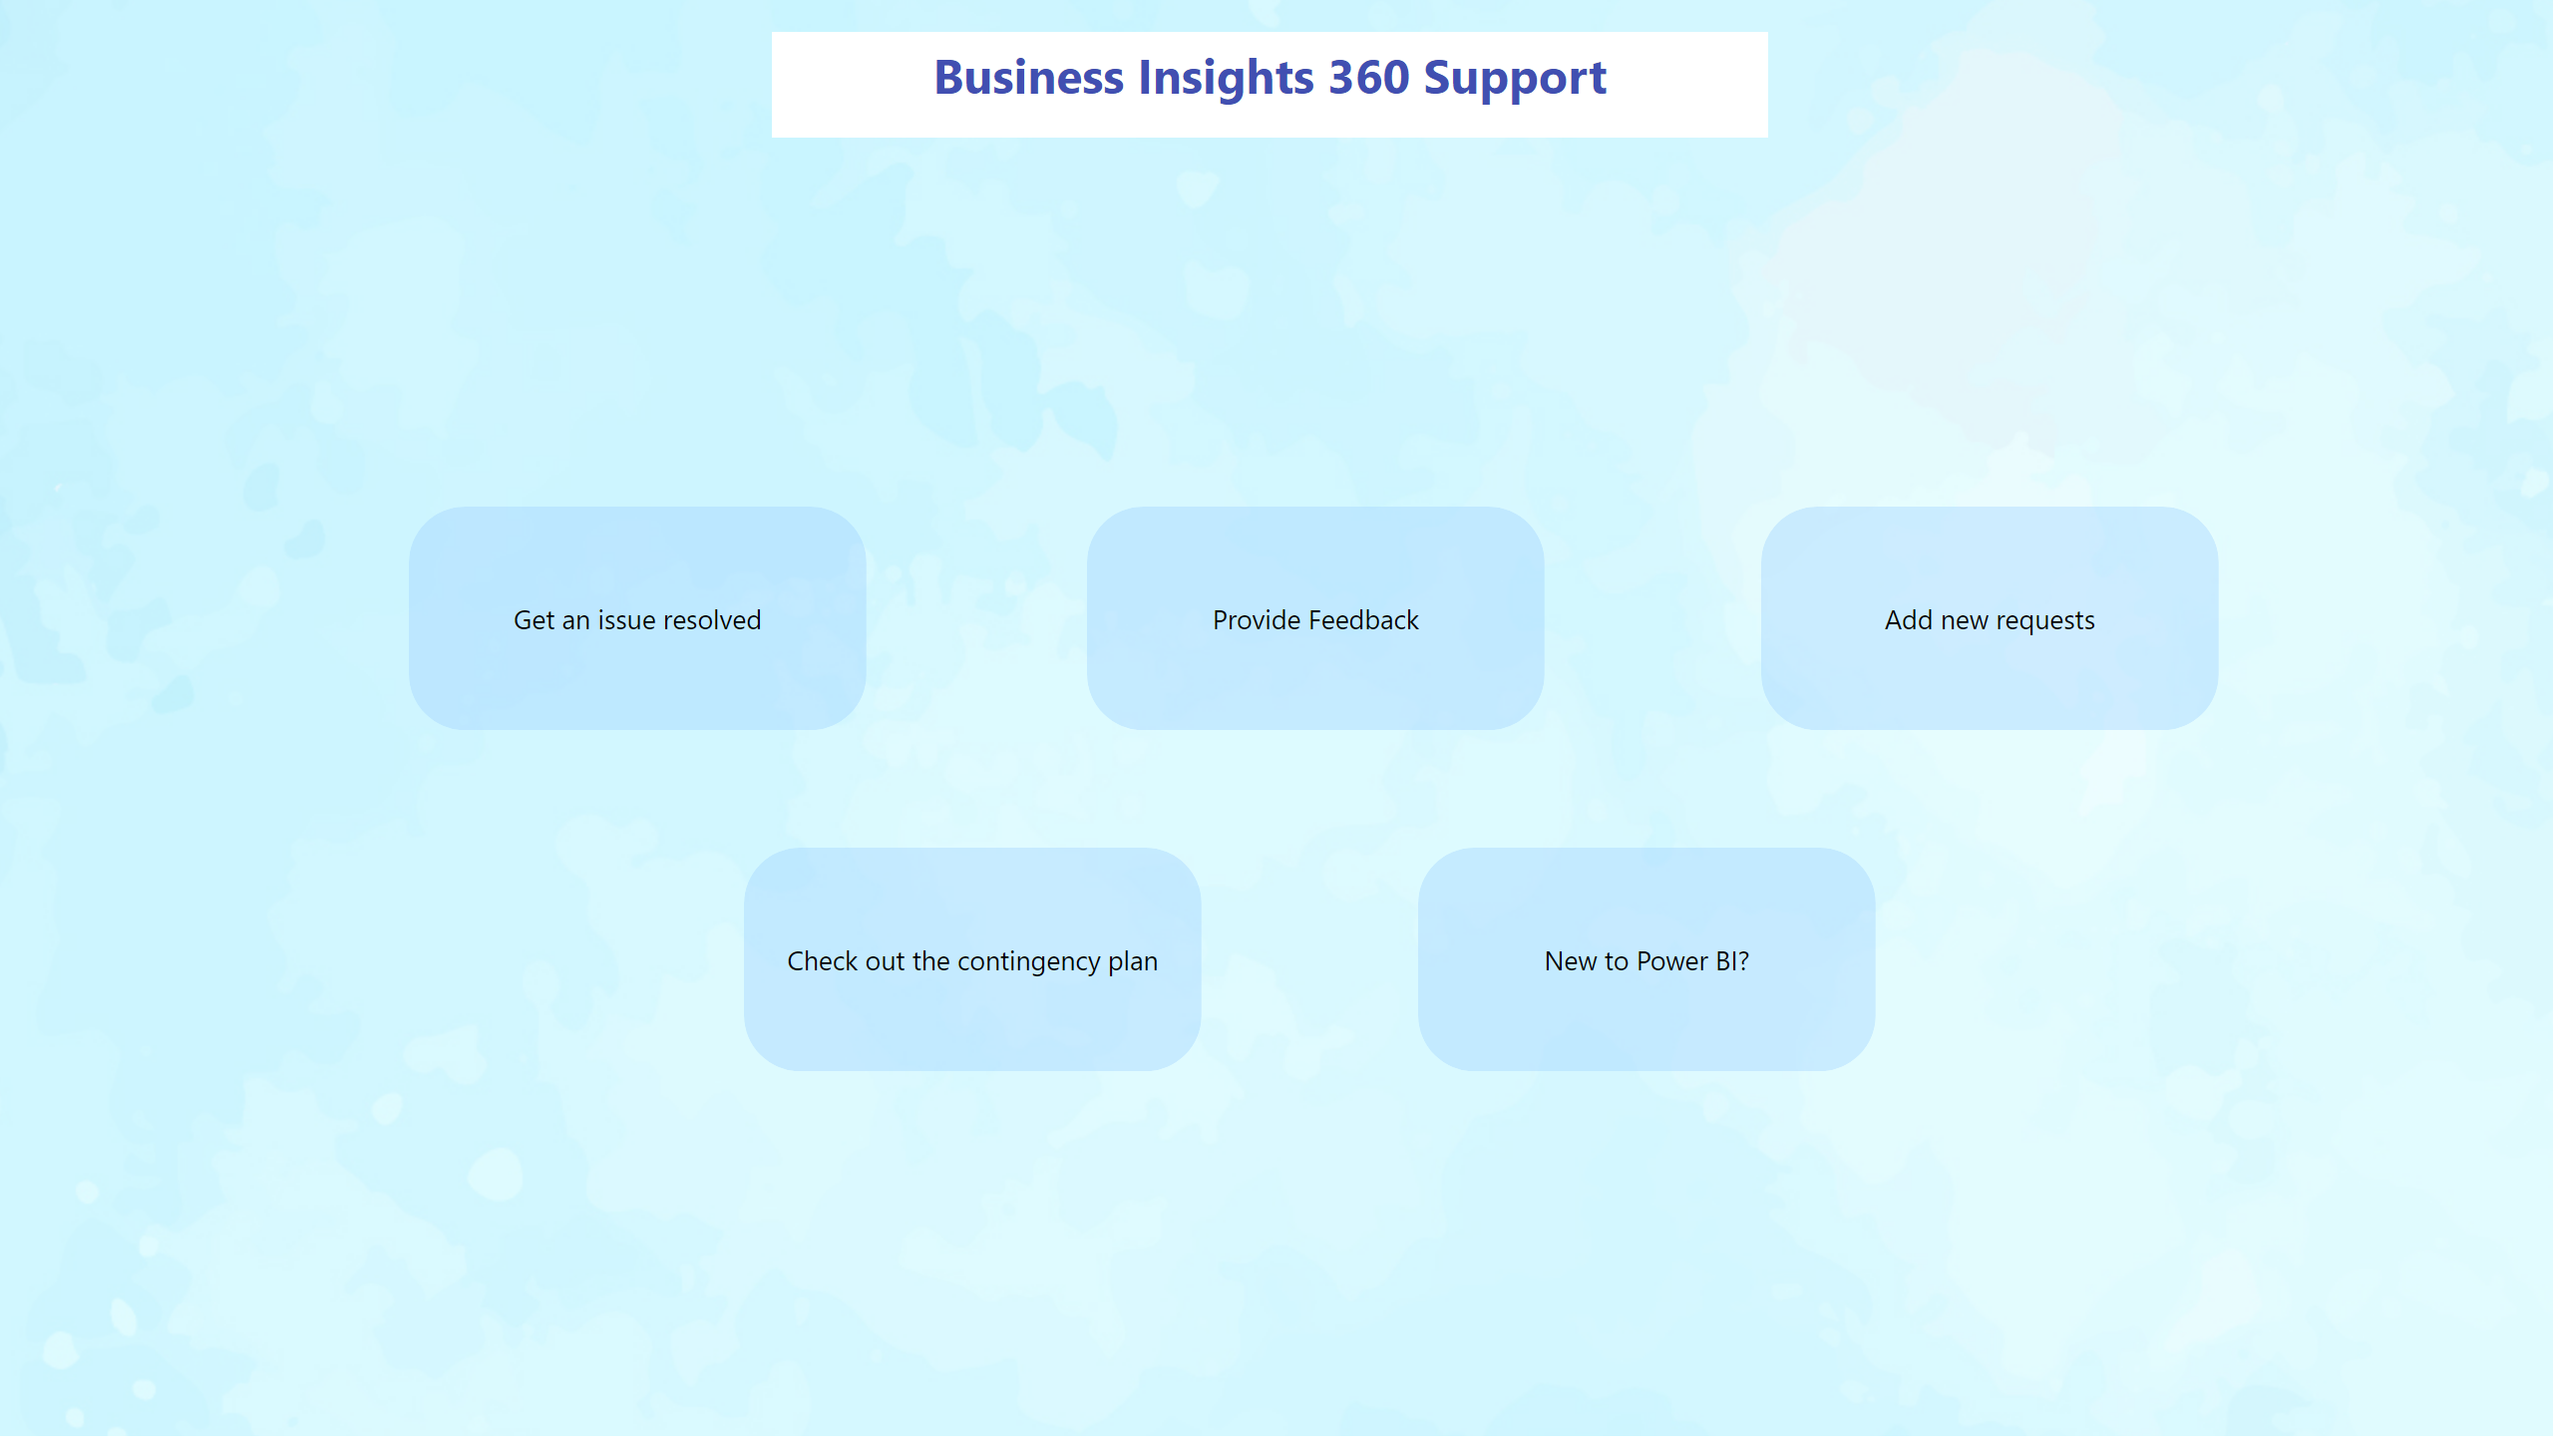 Business Insights 360 Support
Get an issue resolved
Provide Feedback
Add new requests
Check out the contingency plan
New to Power BI?